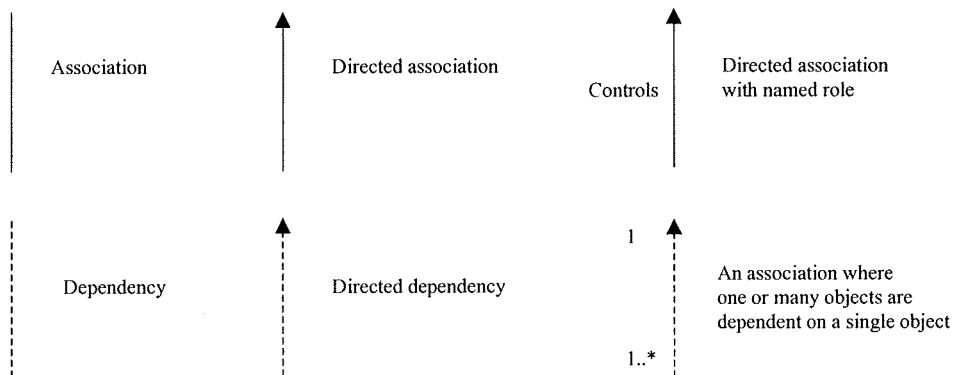 Association
Directed association
Controls
Directed association
with named role
Dependency
Directed dependency
1
1..*
An association where
one or many objects are
dependent on a single object